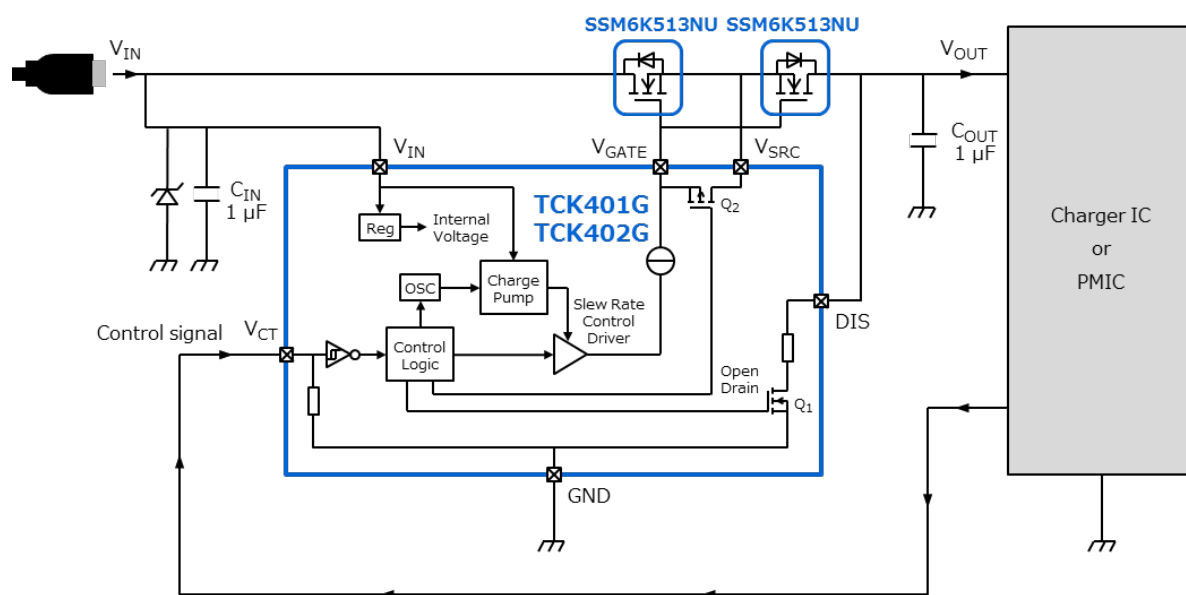 SSM6K513NU
SSM6K513NU
VIN
VOUT
VIN
VGATE
VSRC
CIN
1 μF
COUT
1 μF
TCK401G
TCK402G
Q2
Reg
Internal
Voltage
OSC
Charge
Pump
Slew Rate
Control
Driver
Charger IC
or
PMIC
DIS
Control signal
VCT
Control
Logic
Open
Drain
Q1
GND